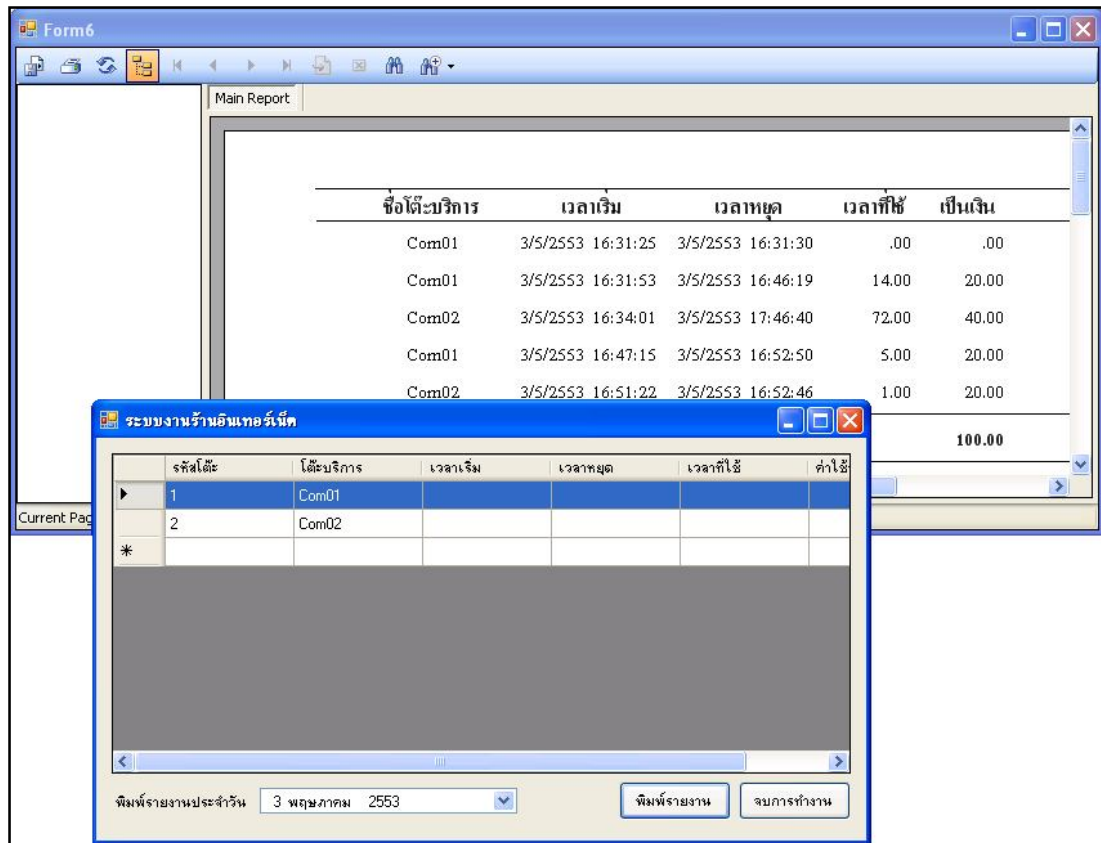 Form6
Main Report
ชื่อโต๊ะบริการ เวลาเริ่ม เวลาหยุด เวลาที่ใช้ เป็นเงิน
Com01 3/5/2553 16:31:25 3/5/2553 16:31:30 .00 .00
Com01 3/5/2553 16:31:53 3/5/2553 16:46:19 14.00 20.00
Com02 3/5/2553 16:34:01 3/5/2553 17:46:40 72.00 40.00
Com01 3/5/2553 16:47:15 3/5/2553 16:52:50 5.00 20.00
Com02 3/5/2553 16:51:22 3/5/2553 16:52:46 1.00 20.00
100.00
Current Pag
ระบบงานร้านอินเทอร์เน็ต
รหัสโต๊ะ โต๊ะบริการ เวลาเริ่ม เวลาหยุด เวลาที่ใช้ ค่าใช้
1 Com01
2 Com02
พิมพ์รายงานประจำวัน 3 พฤษภาคม 2553 พิมพ์รายงาน จบการทำงาน